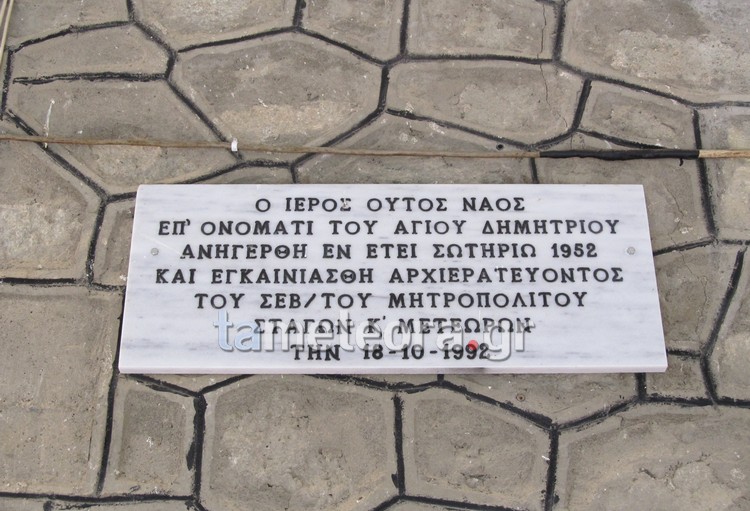 Ο ΙΕΡΟΣ ΟΥΤΟΣ ΝΑΟΣ
ΕΠ' ΟΝΟΜΑΤΙ ΤΟΥ ΑΓΙΟΥ ΔΗΜΗΤΡΙΟΥ
ΑΝΗΓΕΡΘΗ ΕΝ ΕΤΕΙ ΣΩΤΗΡΙΩ 1952
ΚΑΙ ΕΓΚΑΙΝΙΑΣΘΗ ΑΡΧΙΕΡΑΤΕΥΟΝΤΟΣ
ΤΟΥ ΣΕΒ/ΤΟΥ ΜΗΤΡΟΠΟΛΙΤΟΥ
ΣΤΑΓΩΝ Κ' ΜΕΤΕΩΡΩΝ
tameteora.gr
ΤΗΝ 18-10-1992